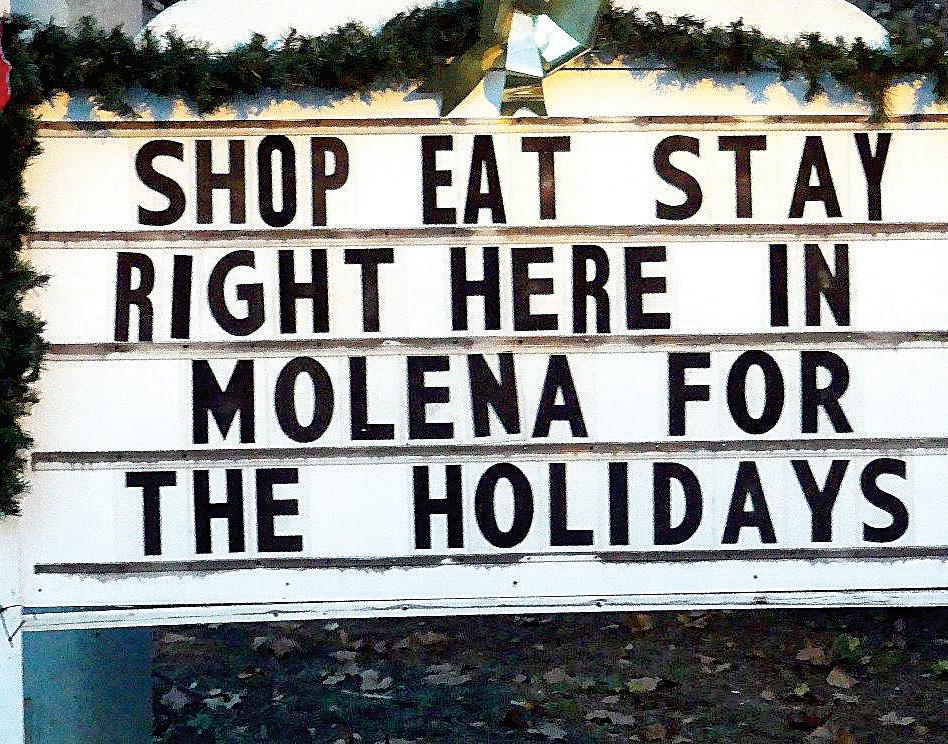 SHOP EAT STAY
RIGHT HERE IN
MOLENA FOR
THE HOLIDAYS